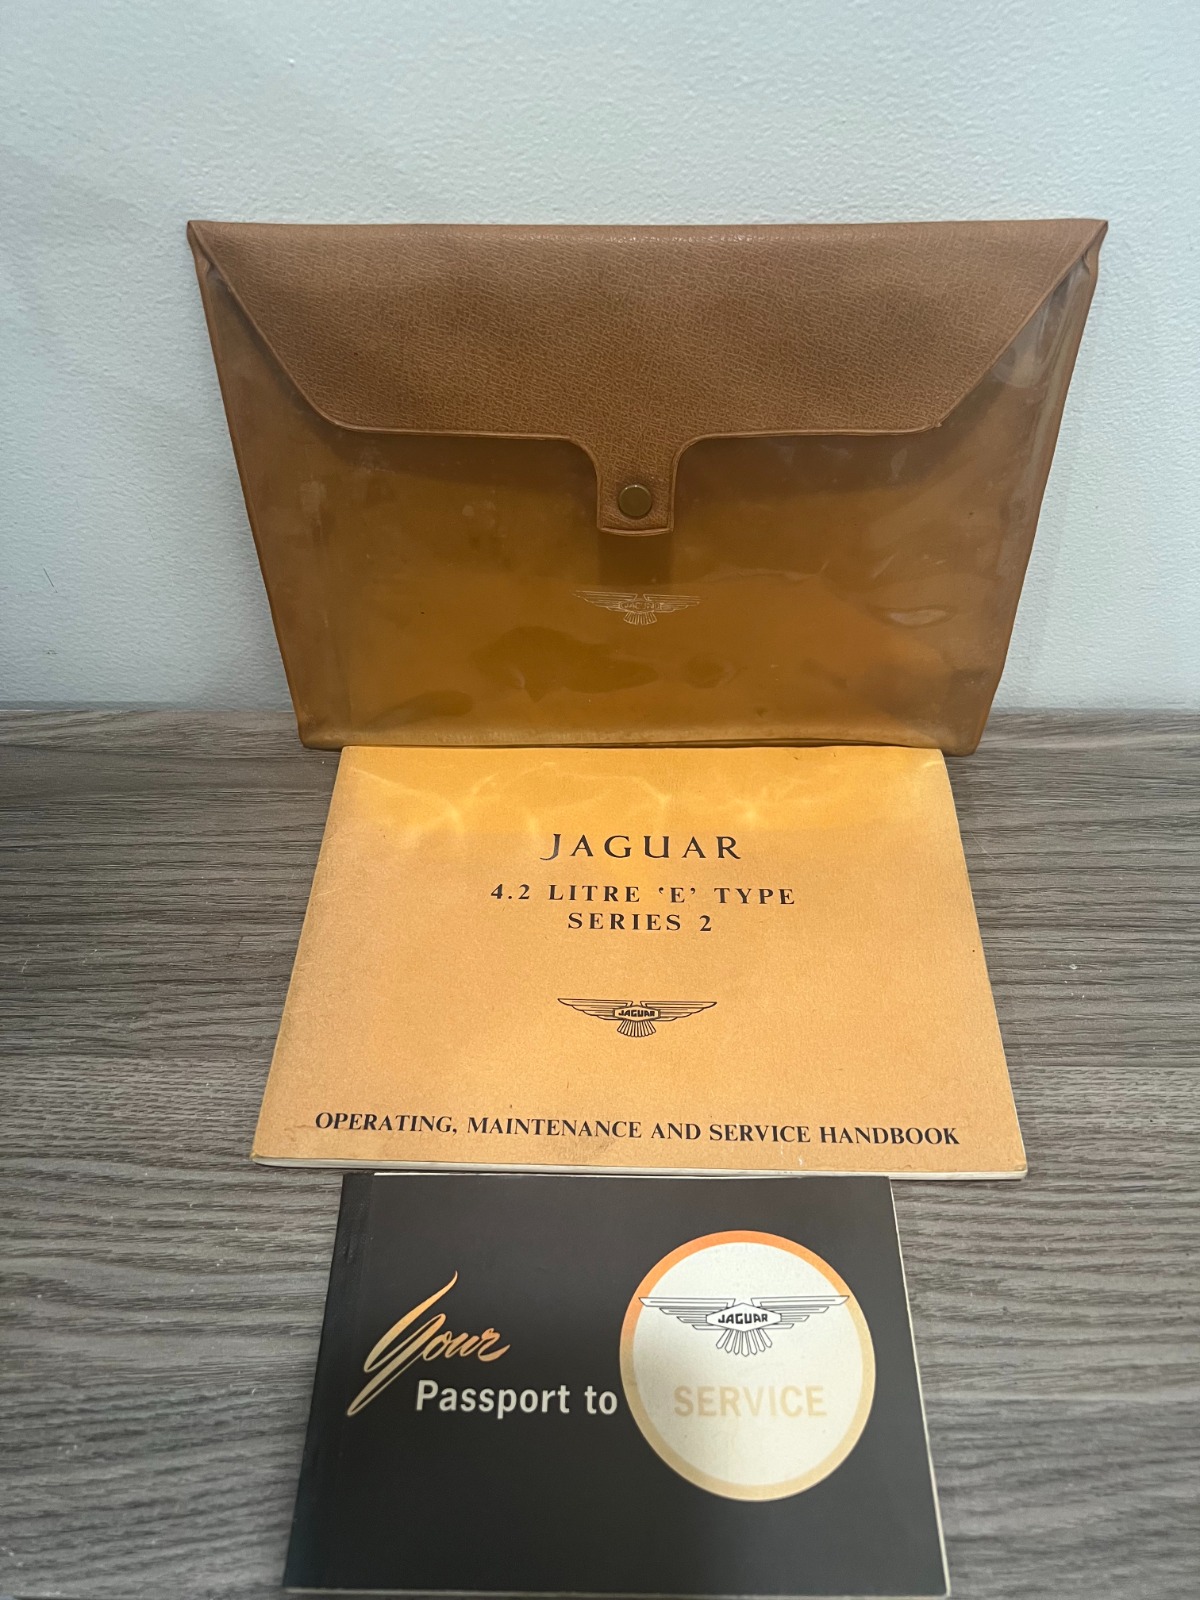 JAGUAR
4.2 LITRE 'E' TYPE
SERIES 2
JAGUAR
OPERATING, MAINTENANCE AND SERVICE HANDBOOK
Your
Passport to
JAGUAR
SERVICE